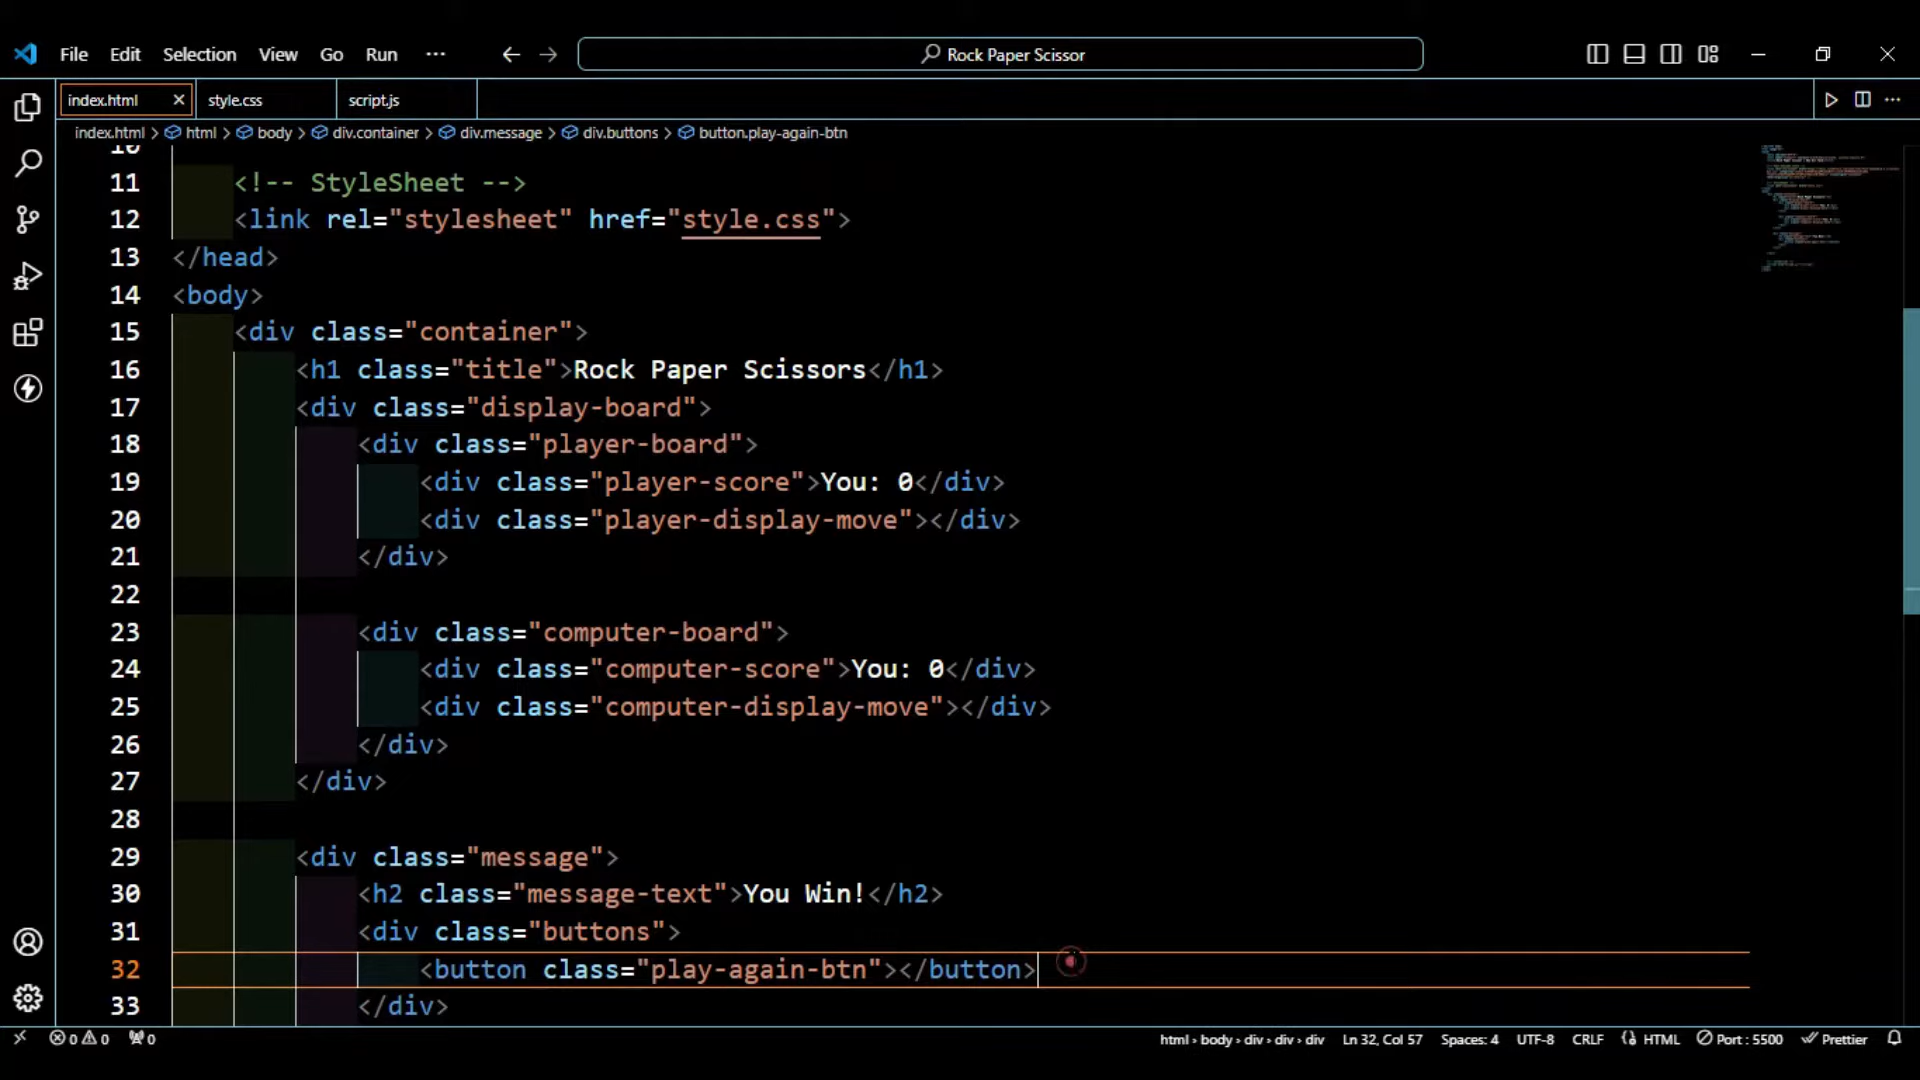 File Edit Selection View Go Run ··· Rock Paper Scissor
index.html style.css script.js
index.html > html > body > div.container > div.message > div.buttons > button.play-again-btn
10
11 <!-- StyleSheet -->
12 <link rel="stylesheet" href="style.css">
13 </head>
14 <body>
15 <div class="container">
16 <h1 class="title">Rock Paper Scissors</h1>
17 <div class="display-board">
18 <div class="player-board">
19 <div class="player-score">You: 0</div>
20 <div class="player-display-move"></div>
21 </div>
22
23 <div class="computer-board">
24 <div class="computer-score">You: 0</div>
25 <div class="computer-display-move"></div>
26 </div>
27 </div>
28
29 <div class="message">
30 <h2 class="message-text">You Win!</h2>
31 <div class="buttons">
32 <button class="play-again-btn"></button>
33 </div>
0 0 0 html > body > div > div > div Ln 32, Col 57 Spaces: 4 UTF-8 CRLF HTML Port : 5500 Prettier